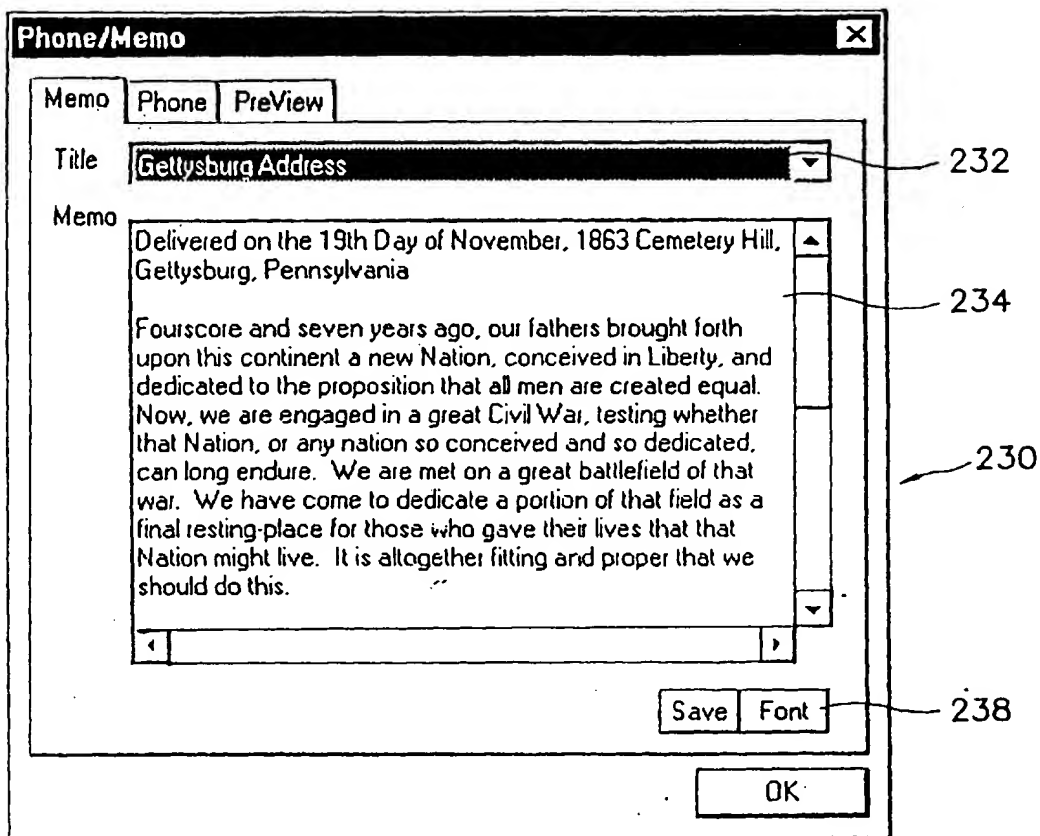 Phone/Memo
Memo Phone PreView
Title Gettysburg Address 232
Memo
Delivered on the 19th Day of November, 1863 Cemetery Hill,
Gettysburg, Pennsylvania
234
Fourscore and seven years ago, our fathers brought forth
upon this continent a new Nation, conceived in Liberty, and
dedicated to the proposition that all men are created equal.
Now, we are engaged in a great Civil War, testing whether
that Nation, or any nation so conceived and so dedicated,
can long endure. We are met on a great battlefield of that
230
war. We have come to dedicate a portion of that field as a
final resting-place for those who gave their lives that that
Nation might live. It is altogether fitting and proper that we
should do this.
Save Font 238
OK